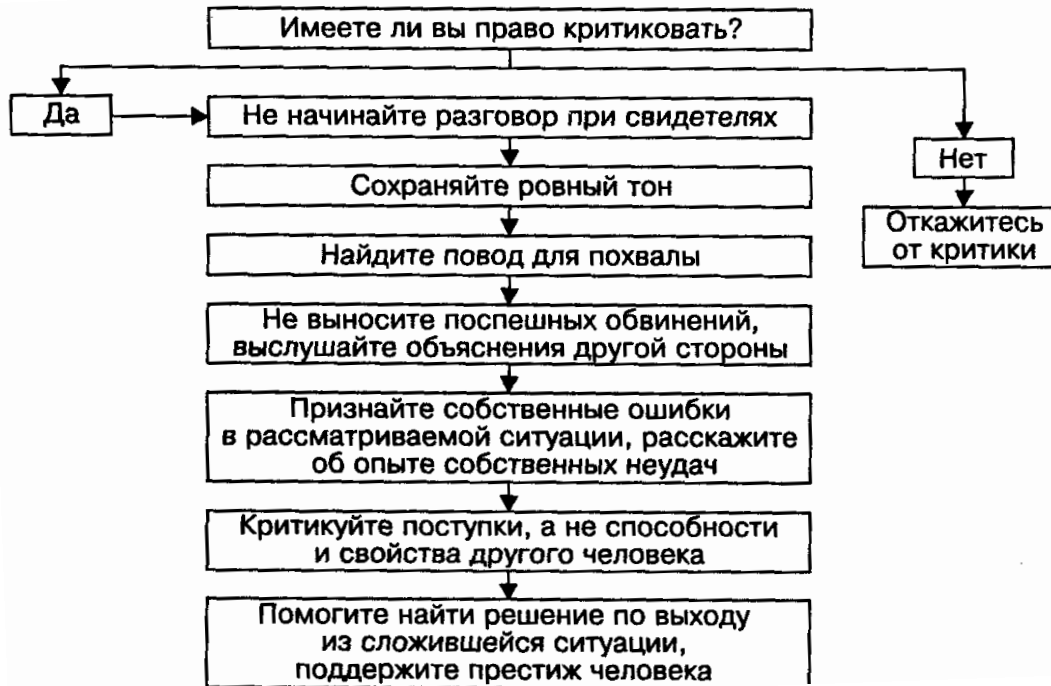 Имеете ли вы право критиковать?
Да
Не начинайте разговор при свидетелях
Нет
Сохраняйте ровный тон
Откажитесь
от критики
Найдите повод для похвалы
Не выносите поспешных обвинений,
выслушайте объяснения другой стороны
Признайте собственные ошибки
в рассматриваемой ситуации, расскажите
об опыте собственных неудач
Критикуйте поступки, а не способности
и свойства другого человека
Помогите найти решение по выходу
из сложившейся ситуации,
поддержите престиж человека